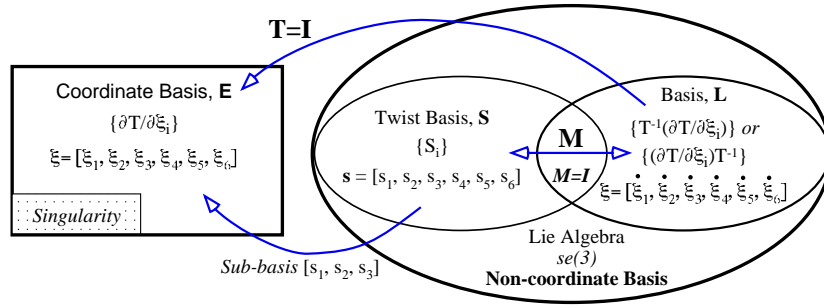 T=I
Coordinate Basis, E
{∂T/∂ξᵢ}
ξ=[ξ₁, ξ₂, ξ₃, ξ₄, ξ₅, ξ₆]
Singularity
Sub-basis [s₁, s₂, s₃]
Twist Basis, S
{Sᵢ}
s = [s₁, s₂, s₃, s₄, s₅, s₆]
M
M=I
Basis, L
{T⁻¹(∂T/∂ξᵢ)} or
{(∂T/∂ξᵢ)T⁻¹}
ξ̇=[ξ̇₁, ξ̇₂, ξ̇₃, ξ̇₄, ξ̇₅, ξ̇₆]
Lie Algebra
se(3)
Non-coordinate Basis